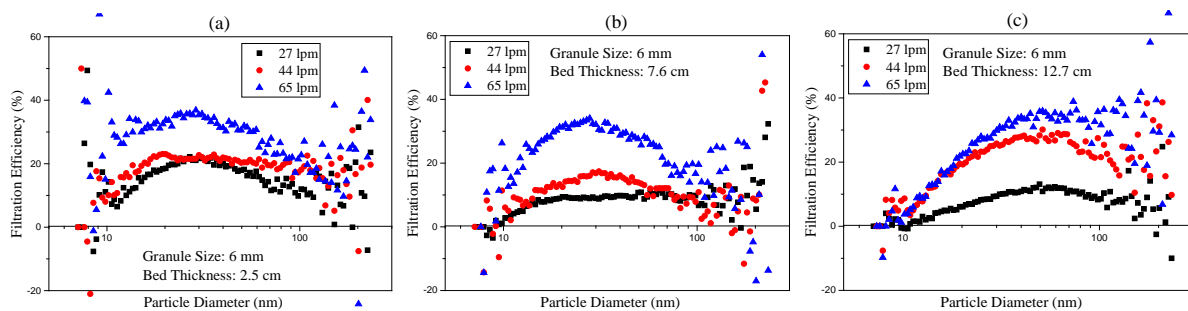 (a)
60
40
20
0
-20
10
100
27 lpm
44 lpm
65 lpm
Granule Size: 6 mm
Bed Thickness: 2.5 cm
Filtration Efficiency (%)
Particle Diameter (nm)
(b)
60
40
20
0
-20
10
100
27 lpm
44 lpm
65 lpm
Granule Size: 6 mm
Bed Thickness: 7.6 cm
Filtration Efficiency (%)
Particle Diameter (nm)
(c)
60
40
20
0
-20
10
100
27 lpm
44 lpm
65 lpm
Granule Size: 6 mm
Bed Thickness: 12.7 cm
Filtration Efficiency (%)
Particle Diameter (nm)